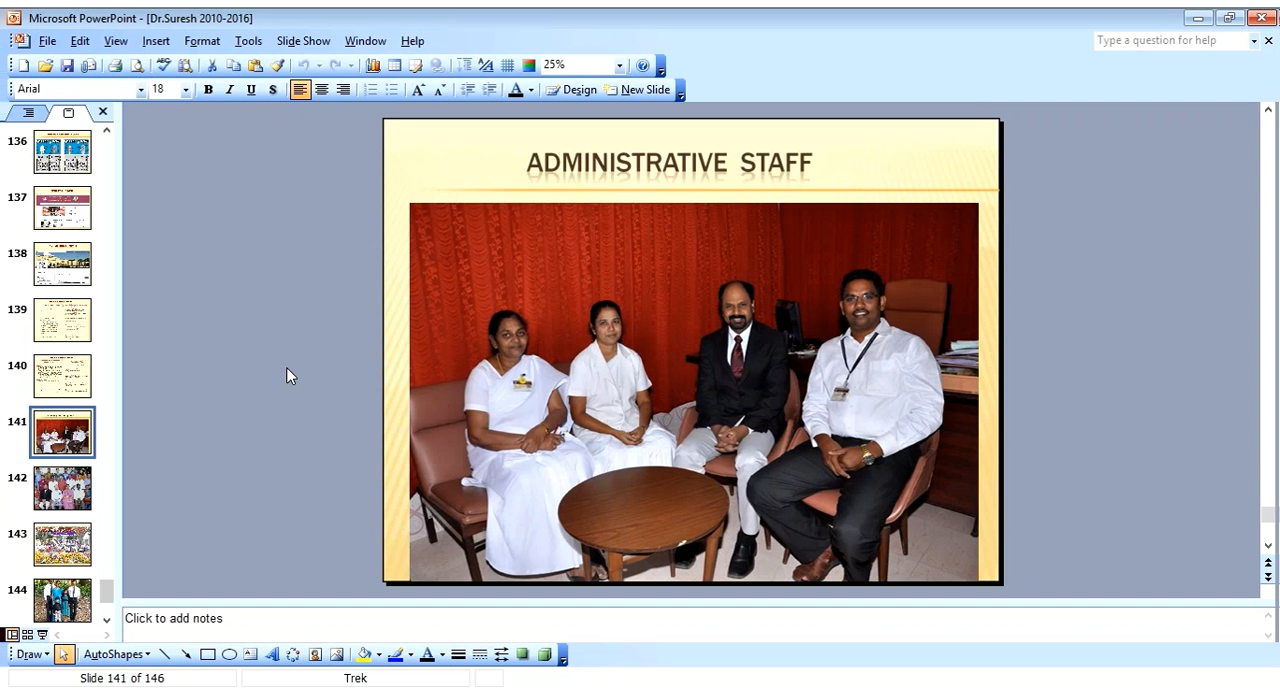 Microsoft PowerPoint - [Dr.Suresh 2010-2016]
File Edit View Insert Format Tools Slide Show Window Help
Type a question for help
25%
Arial 18 B I U S A A A Design New Slide
136
137
138
139
140
141
142
143
144
ADMINISTRATIVE STAFF
Click to add notes
Draw AutoShapes A
Slide 141 of 146 Trek